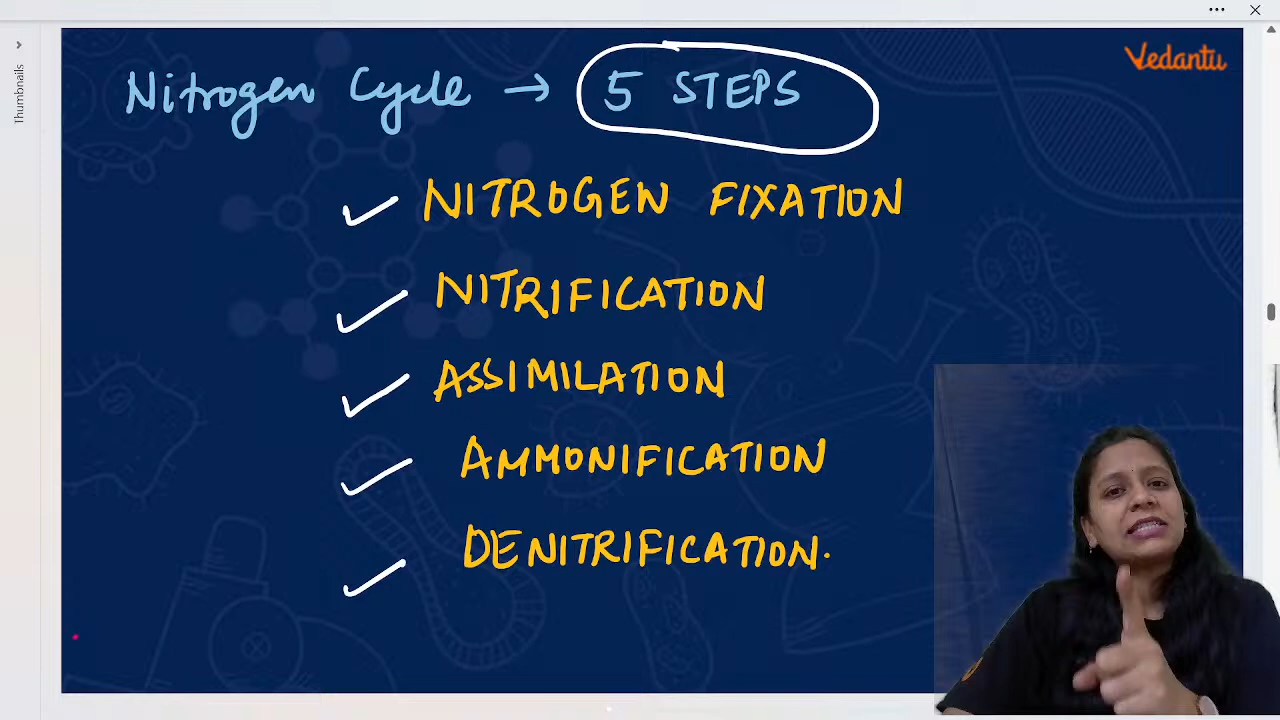 Vedantu
Nitrogen Cycle → 5 STEPS
NITROGEN FIXATION
NITRIFICATION
ASSIMILATION
AMMONIFICATION
DENITRIFICATION.
Thumbnails